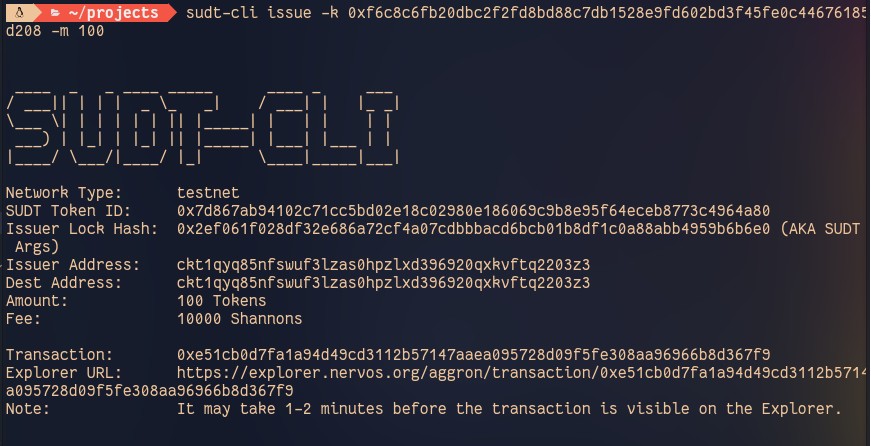 ~/projects sudt-cli issue -k 0xf6c8c6fb20dbc2f2fd8bd88c7db1528e9fd602bd3f45fe0c44676185
d208 -m 100
SUDT-CLI
Network Type: testnet
SUDT Token ID: 0x7d867ab94102c71cc5bd02e18c02980e186069c9b8e95f64eceb8773c4964a80
Issuer Lock Hash: 0x2ef061f028df32e686a72cf4a07cdbbbacd6bcb01b8df1c0a88abb4959b6b6e0 (AKA SUDT
Args)
Issuer Address: ckt1qyq85nfswuf3lzas0hpzlxd396920qxkvftq2203z3
Dest Address: ckt1qyq85nfswuf3lzas0hpzlxd396920qxkvftq2203z3
Amount: 100 Tokens
Fee: 10000 Shannons
Transaction: 0xe51cb0d7fa1a94d49cd3112b57147aaea095728d09f5fe308aa96966b8d367f9
Explorer URL: https://explorer.nervos.org/aggron/transaction/0xe51cb0d7fa1a94d49cd3112b5714
a095728d09f5fe308aa96966b8d367f9
Note: It may take 1-2 minutes before the transaction is visible on the Explorer.